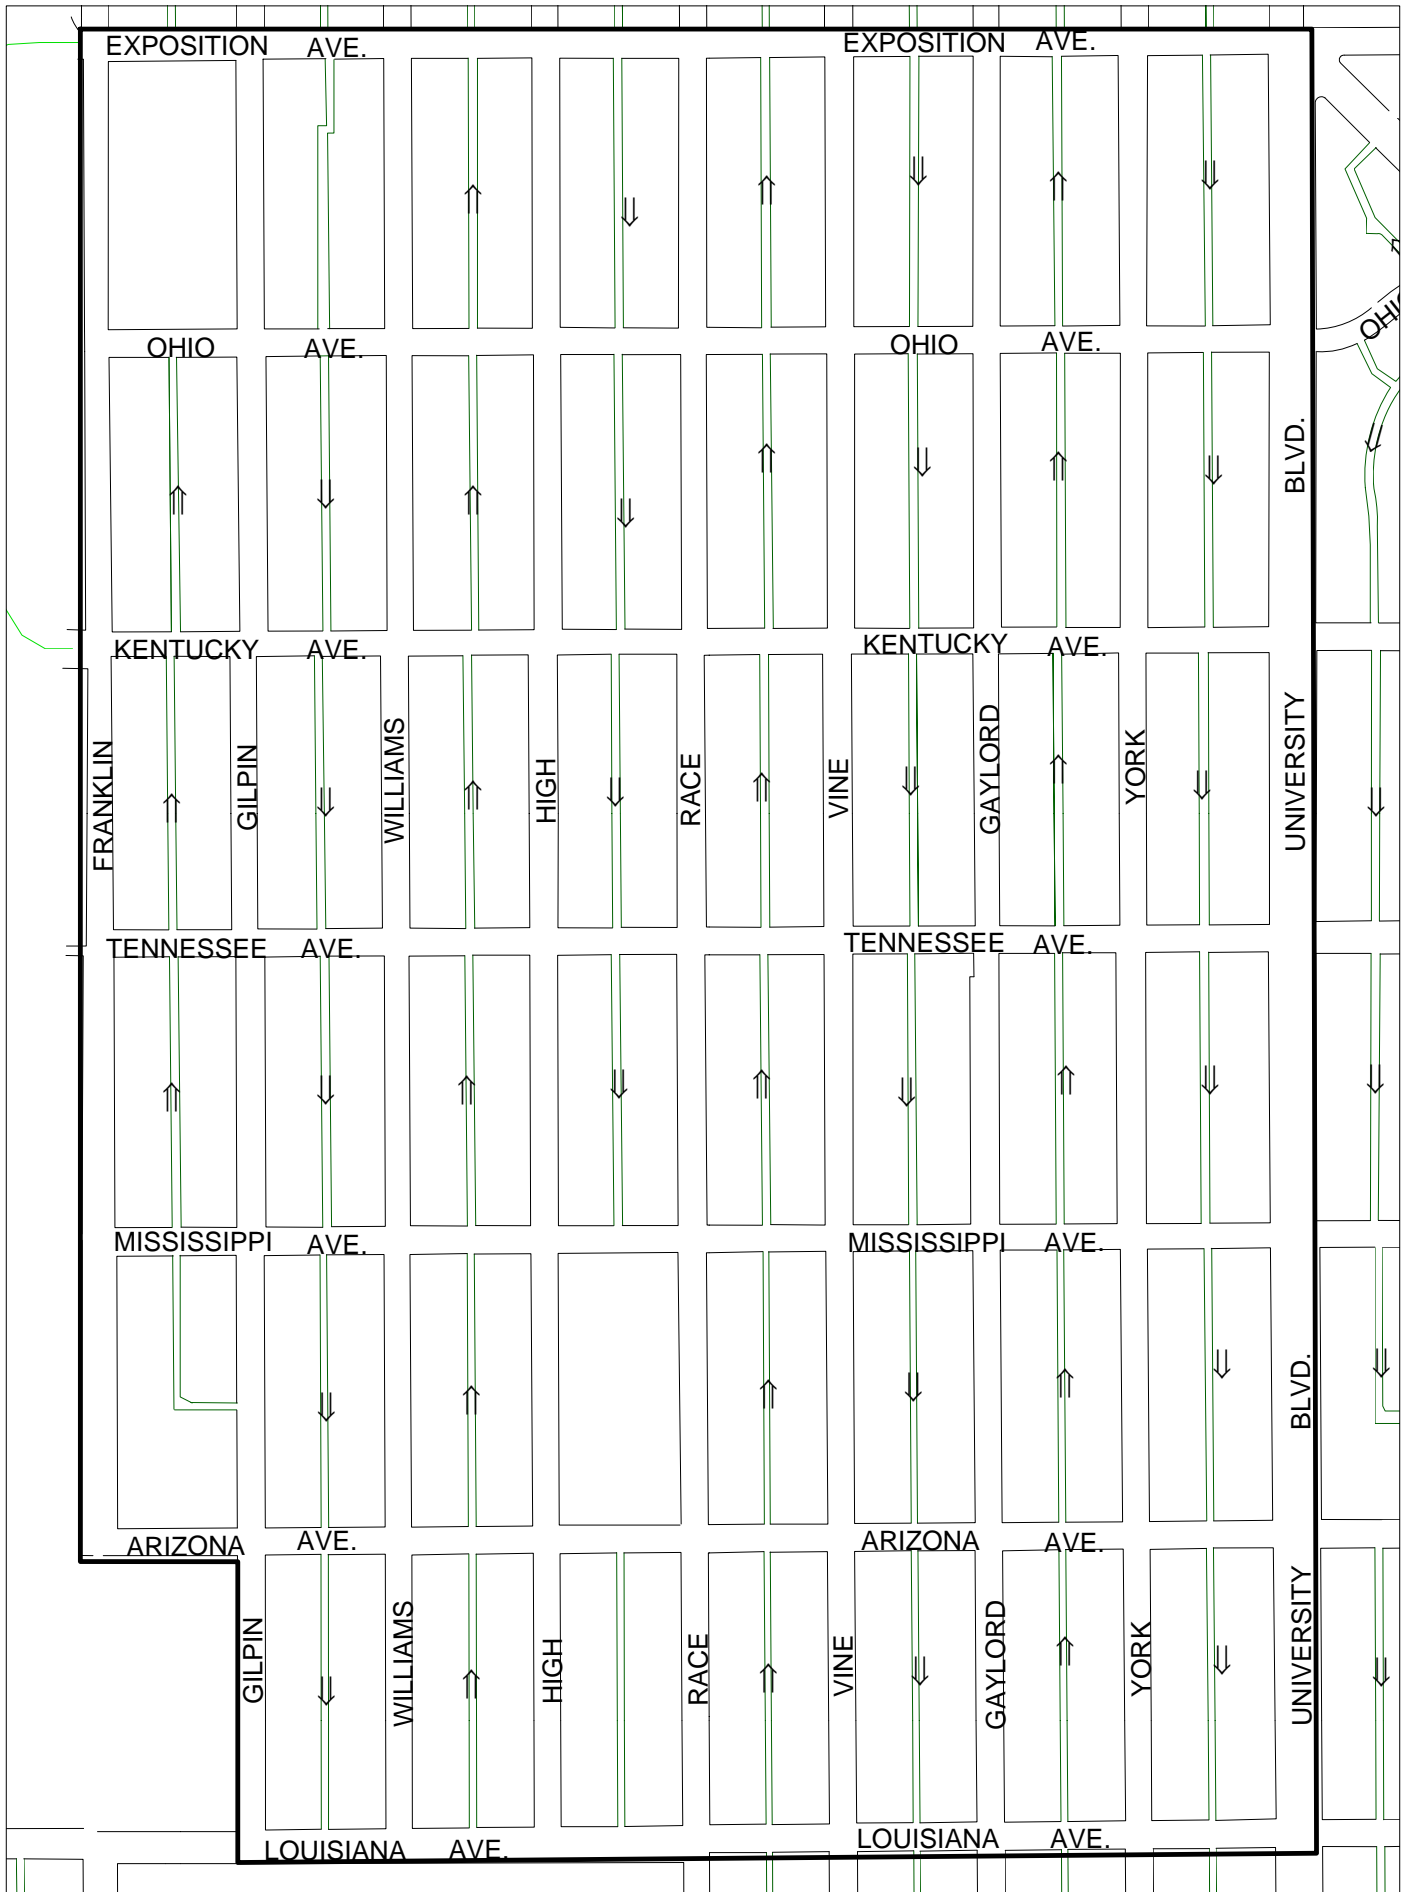 EXPOSITION AVE. EXPOSITION AVE.
OHIO
OHIO AVE. OHIO AVE.
BLVD.
KENTUCKY AVE. KENTUCKY AVE.
FRANKLIN GILPIN WILLIAMS HIGH RACE VINE GAYLORD YORK UNIVERSITY
TENNESSEE AVE. TENNESSEE AVE.
MISSISSIPPI AVE. MISSISSIPPI AVE.
BLVD.
ARIZONA AVE. ARIZONA AVE.
GILPIN WILLIAMS HIGH RACE VINE GAYLORD YORK UNIVERSITY
LOUISIANA AVE. LOUISIANA AVE.